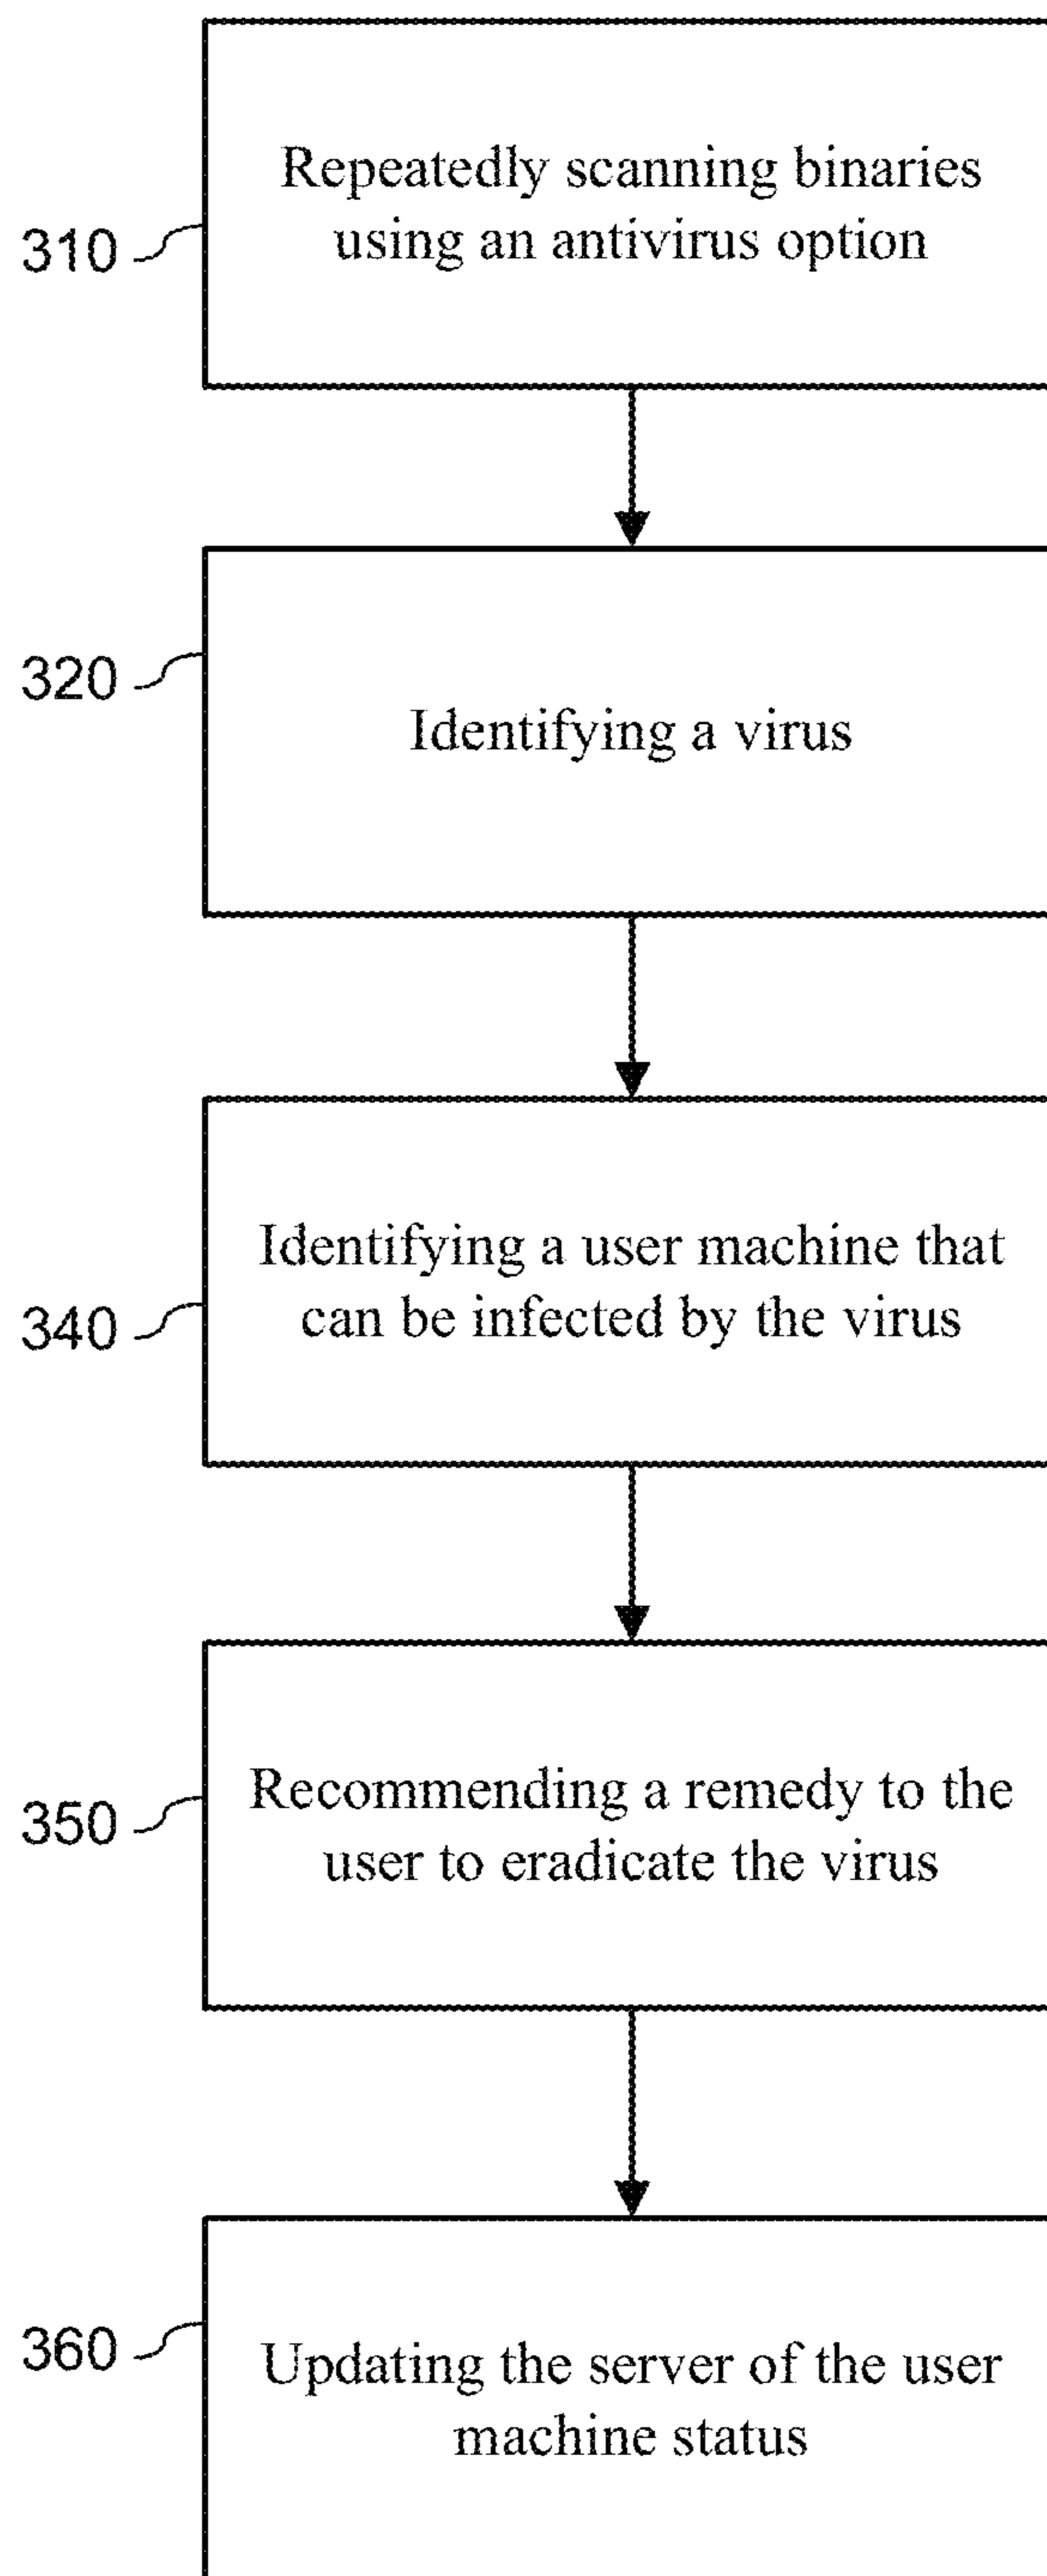 310
Repeatedly scanning binaries
using an antivirus option
320
Identifying a virus
340
Identifying a user machine that
can be infected by the virus
350
Recommending a remedy to the
user to eradicate the virus
360
Updating the server of the user
machine status